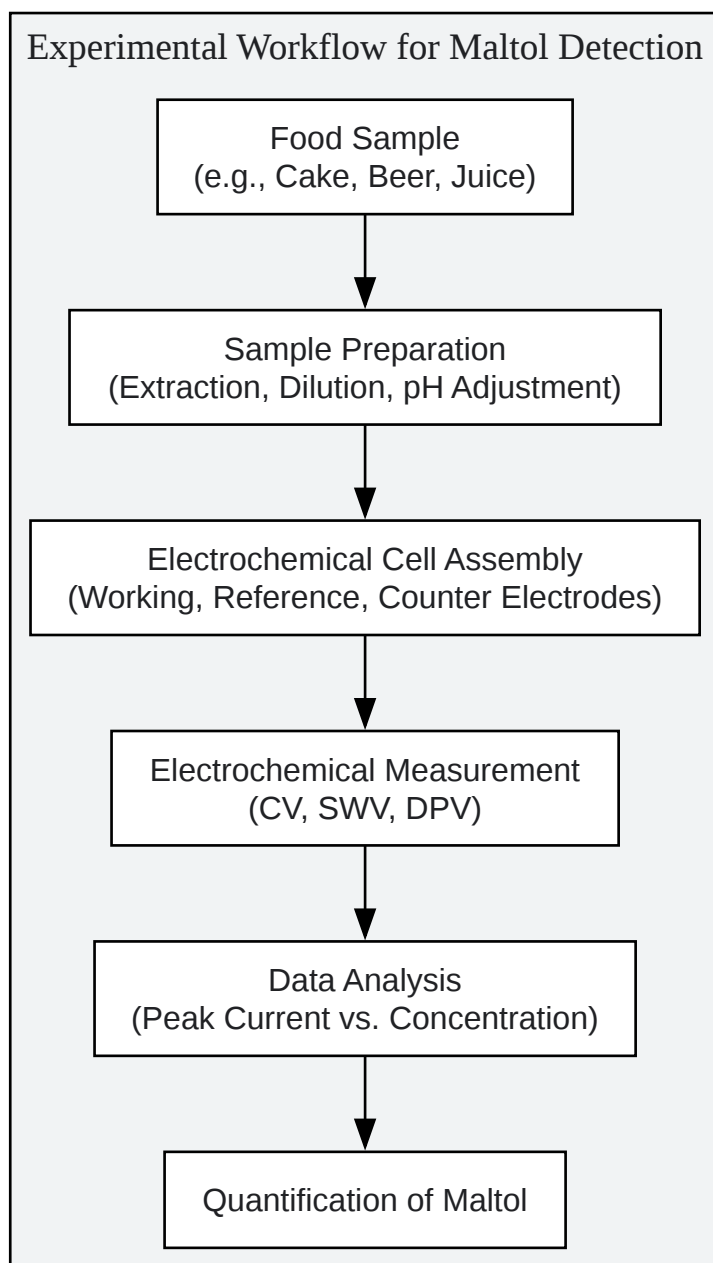 Experimental Workflow for Maltol Detection
Food Sample
(e.g., Cake, Beer, Juice)
Sample Preparation
(Extraction, Dilution, pH Adjustment)
Electrochemical Cell Assembly
(Working, Reference, Counter Electrodes)
Electrochemical Measurement
(CV, SWV, DPV)
Data Analysis
(Peak Current vs. Concentration)
Quantification of Maltol